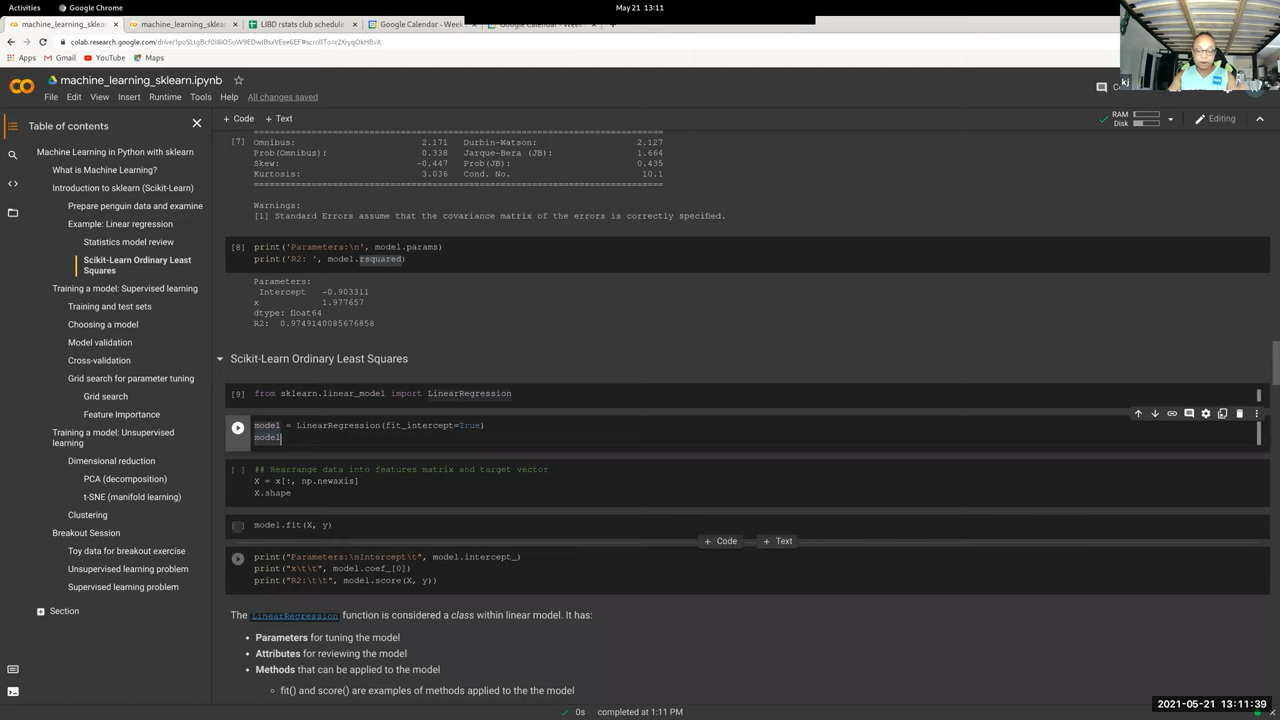 Activities
Google Chrome
May 21 13:11
machine_learning_sklearn
machine_learning_sklea
LIBD rstats club schedule
Google Calendar - Week
Google Calendar - Week
Apps
Gmail
YouTube
Maps
kj
machine_learning_sklearn.ipynb
File Edit View Insert Runtime Tools Help All changes saved
+ Code + Text
RAM
Disk
Editing
Table of contents
Machine Learning in Python with sklearn
What is Machine Learning?
Introduction to sklearn (Scikit-Learn)
Prepare penguin data and examine
Example: Linear regression
Statistics model review
Scikit-Learn Ordinary Least
Squares
Training a model: Supervised learning
Training and test sets
Choosing a model
Model validation
Cross-validation
Grid search for parameter tuning
Grid search
Feature Importance
Training a model: Unsupervised
learning
Dimensional reduction
PCA (decomposition)
t-SNE (manifold learning)
Clustering
Breakout Session
Toy data for breakout exercise
Unsupervised learning problem
Supervised learning problem
Section
==============================================================================
[7] Omnibus: 2.171 Durbin-Watson: 2.127
Prob(Omnibus): 0.338 Jarque-Bera (JB): 1.664
Skew: -0.447 Prob(JB): 0.435
Kurtosis: 3.036 Cond. No. 10.1
==============================================================================
Warnings:
[1] Standard Errors assume that the covariance matrix of the errors is correctly specified.
[8] print('Parameters:\n', model.params)
print('R2: ', model.rsquared)
Parameters:
Intercept -0.903311
x 1.977657
dtype: float64
R2: 0.9749140085676858
Scikit-Learn Ordinary Least Squares
[9] from sklearn.linear_model import LinearRegression
model = LinearRegression(fit_intercept=True)
model
[ ] ## Rearrange data into features matrix and target vector
X = x[:, np.newaxis]
X.shape
model.fit(X, y)
+ Code + Text
print("Parameters:\nIntercept\t", model.intercept_)
print("x\t\t", model.coef_[0])
print("R2:\t\t", model.score(X, y))
The LinearRegression function is considered a class within linear model. It has:
• Parameters for tuning the model
• Attributes for reviewing the model
• Methods that can be applied to the model
◦ fit() and score() are examples of methods applied to the the model
0s completed at 1:11 PM
2021-05-21 13:11:39